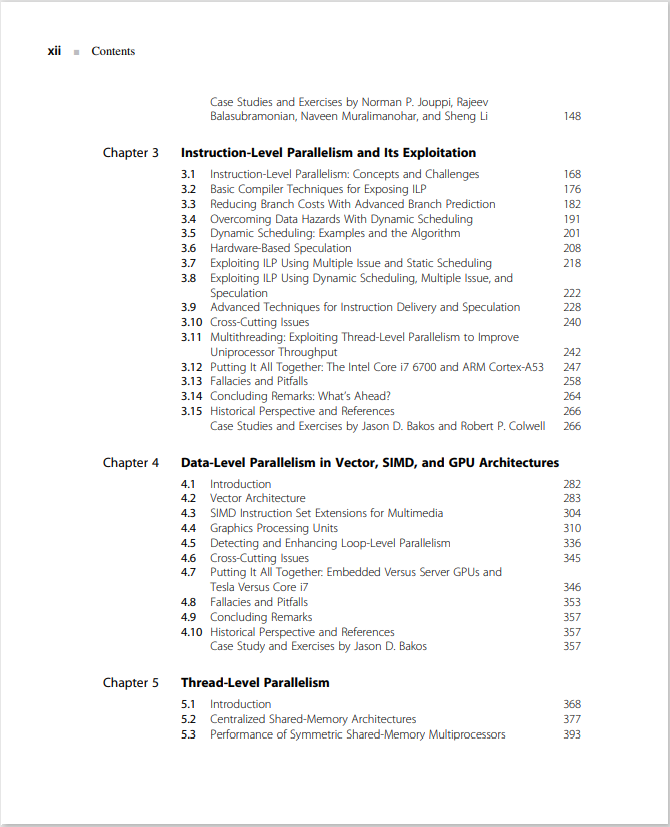 xii ■ Contents
Case Studies and Exercises by Norman P. Jouppi, Rajeev
Balasubramonian, Naveen Muralimanohar, and Sheng Li 148
Chapter 3 Instruction-Level Parallelism and Its Exploitation
3.1 Instruction-Level Parallelism: Concepts and Challenges 168
3.2 Basic Compiler Techniques for Exposing ILP 176
3.3 Reducing Branch Costs With Advanced Branch Prediction 182
3.4 Overcoming Data Hazards With Dynamic Scheduling 191
3.5 Dynamic Scheduling: Examples and the Algorithm 201
3.6 Hardware-Based Speculation 208
3.7 Exploiting ILP Using Multiple Issue and Static Scheduling 218
3.8 Exploiting ILP Using Dynamic Scheduling, Multiple Issue, and
Speculation 222
3.9 Advanced Techniques for Instruction Delivery and Speculation 228
3.10 Cross-Cutting Issues 240
3.11 Multithreading: Exploiting Thread-Level Parallelism to Improve
Uniprocessor Throughput 242
3.12 Putting It All Together: The Intel Core i7 6700 and ARM Cortex-A53 247
3.13 Fallacies and Pitfalls 258
3.14 Concluding Remarks: What's Ahead? 264
3.15 Historical Perspective and References 266
Case Studies and Exercises by Jason D. Bakos and Robert P. Colwell 266
Chapter 4 Data-Level Parallelism in Vector, SIMD, and GPU Architectures
4.1 Introduction 282
4.2 Vector Architecture 283
4.3 SIMD Instruction Set Extensions for Multimedia 304
4.4 Graphics Processing Units 310
4.5 Detecting and Enhancing Loop-Level Parallelism 336
4.6 Cross-Cutting Issues 345
4.7 Putting It All Together: Embedded Versus Server GPUs and
Tesla Versus Core i7 346
4.8 Fallacies and Pitfalls 353
4.9 Concluding Remarks 357
4.10 Historical Perspective and References 357
Case Study and Exercises by Jason D. Bakos 357
Chapter 5 Thread-Level Parallelism
5.1 Introduction 368
5.2 Centralized Shared-Memory Architectures 377
5.3 Performance of Symmetric Shared-Memory Multiprocessors 393